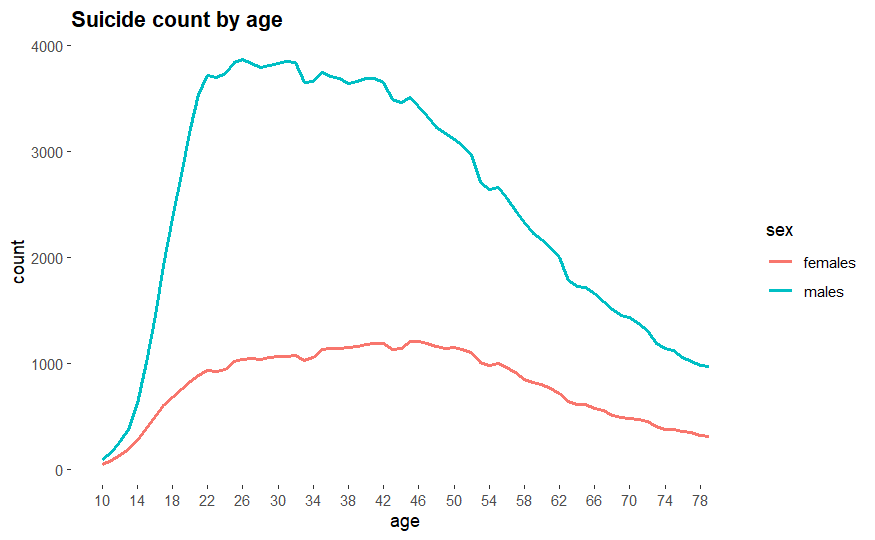 Suicide count by age
4000
3000
2000
1000
0
count
10 14 18 22 26 30 34 38 42 46 50 54 58 62 66 70 74 78
age
sex
females
males